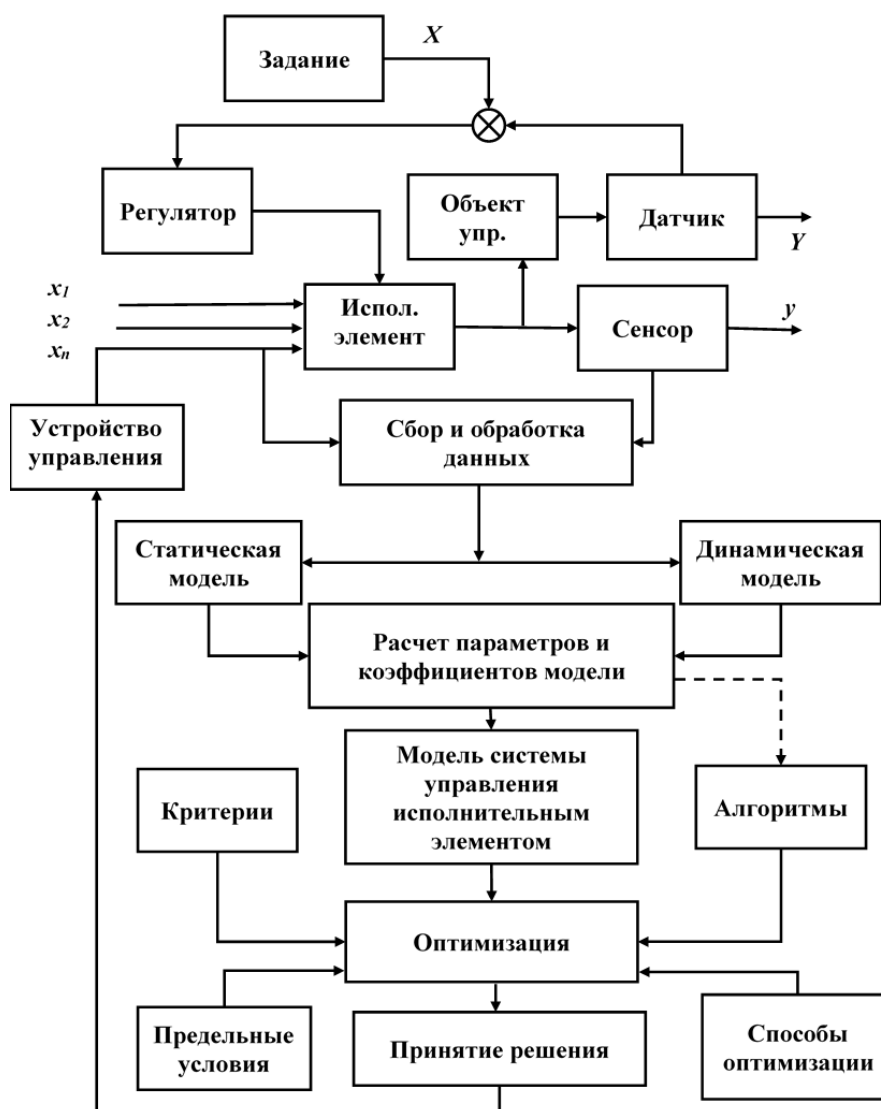 Задание
X
Регулятор
Объект
упр.
Датчик
Y
x1
x2
xn
Испол.
элемент
Сенсор
y
Устройство
управления
Сбор и обработка
данных
Статическая
модель
Динамическая
модель
Расчет параметров и
коэффициентов модели
Модель системы
управления
исполнительным
элементом
Критерии
Алгоритмы
Оптимизация
Предельные
условия
Принятие решения
Способы
оптимизации